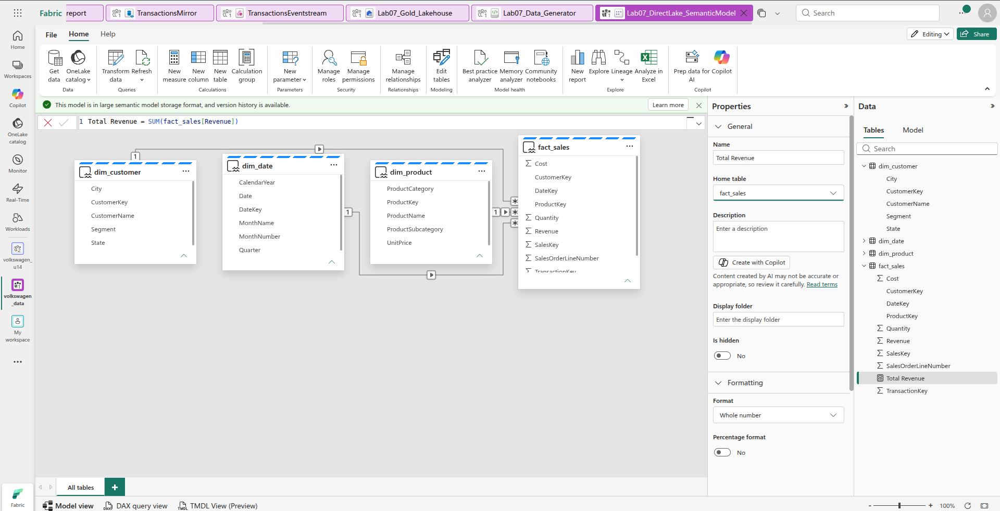 Fabric
report
TransactionsMirror
TransactionsEventstream
Lab07_Gold_Lakehouse
Lab07_Data_Generator
Lab07_DirectLake_SemanticModel
Search
File
Home
Help
Editing
Share
Get data
OneLake catalog
Data
Transform data
Refresh
Queries
New measure
New column
New table
Calculation group
Calculations
New parameter
Parameters
Manage roles
Manage permissions
Security
Manage relationships
Relationships
Edit tables
Modeling
Best practice analyzer
Memory analyzer
Community notebooks
Model health
New report
Explore
Lineage
Analyze in Excel
Explore
Prep data for AI
Copilot
Copilot
Home
Workspaces
Copilot
OneLake catalog
Monitor
Real-Time
Workloads
volkswagen_u14
volkswagen_data
My workspace
Fabric
This model is in large semantic model storage format, and version history is available.
Learn more
1 Total Revenue = SUM(fact_sales[Revenue])
dim_customer
City
CustomerKey
CustomerName
Segment
State
dim_date
CalendarYear
Date
DateKey
MonthName
MonthNumber
Quarter
dim_product
ProductCategory
ProductKey
ProductName
ProductSubcategory
UnitPrice
fact_sales
Cost
CustomerKey
DateKey
ProductKey
Quantity
Revenue
SalesKey
SalesOrderLineNumber
TransactionKey
1
1
1
*
*
*
Properties
General
Name
Total Revenue
Home table
fact_sales
Description
Enter a description
Create with Copilot
Content created by AI may not be accurate or
appropriate, so review it carefully. Read terms
Display folder
Enter the display folder
Is hidden
No
Formatting
Format
Whole number
Percentage format
No
Data
Tables
Model
Search
dim_customer
City
CustomerKey
CustomerName
Segment
State
dim_date
dim_product
fact_sales
Cost
CustomerKey
DateKey
ProductKey
Quantity
Revenue
SalesKey
SalesOrderLineNumber
Total Revenue
TransactionKey
All tables
+
Model view
DAX query view
TMDL View (Preview)
- + 100%